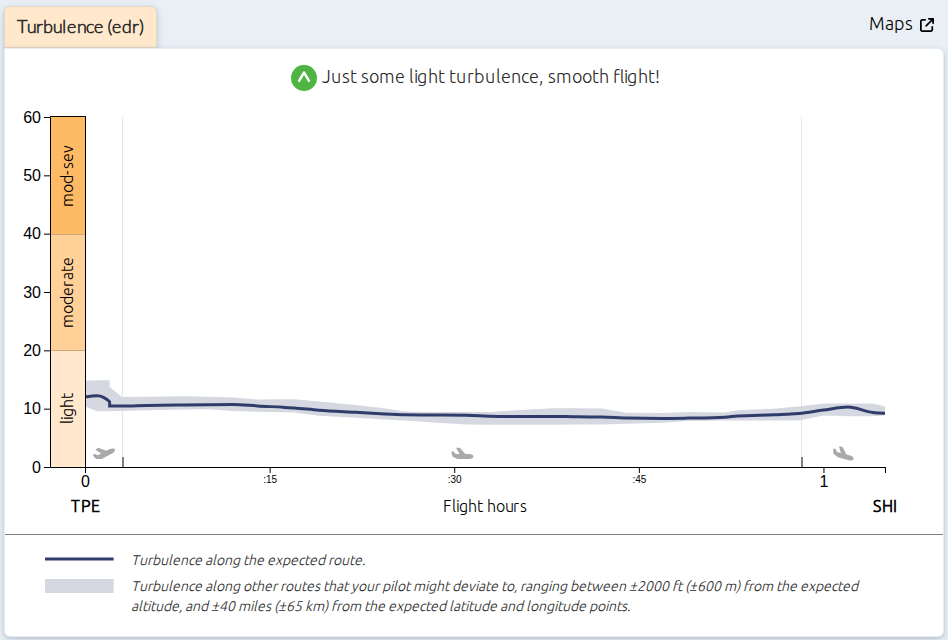 Turbulence (edr)
Maps
Just some light turbulence, smooth flight!
60
50
40
30
20
10
0
mod-sev
moderate
light
0
:15
:30
:45
1
TPE
Flight hours
SHI
Turbulence along the expected route.
Turbulence along other routes that your pilot might deviate to, ranging between ±2000 ft (±600 m) from the expected
altitude, and ±40 miles (±65 km) from the expected latitude and longitude points.